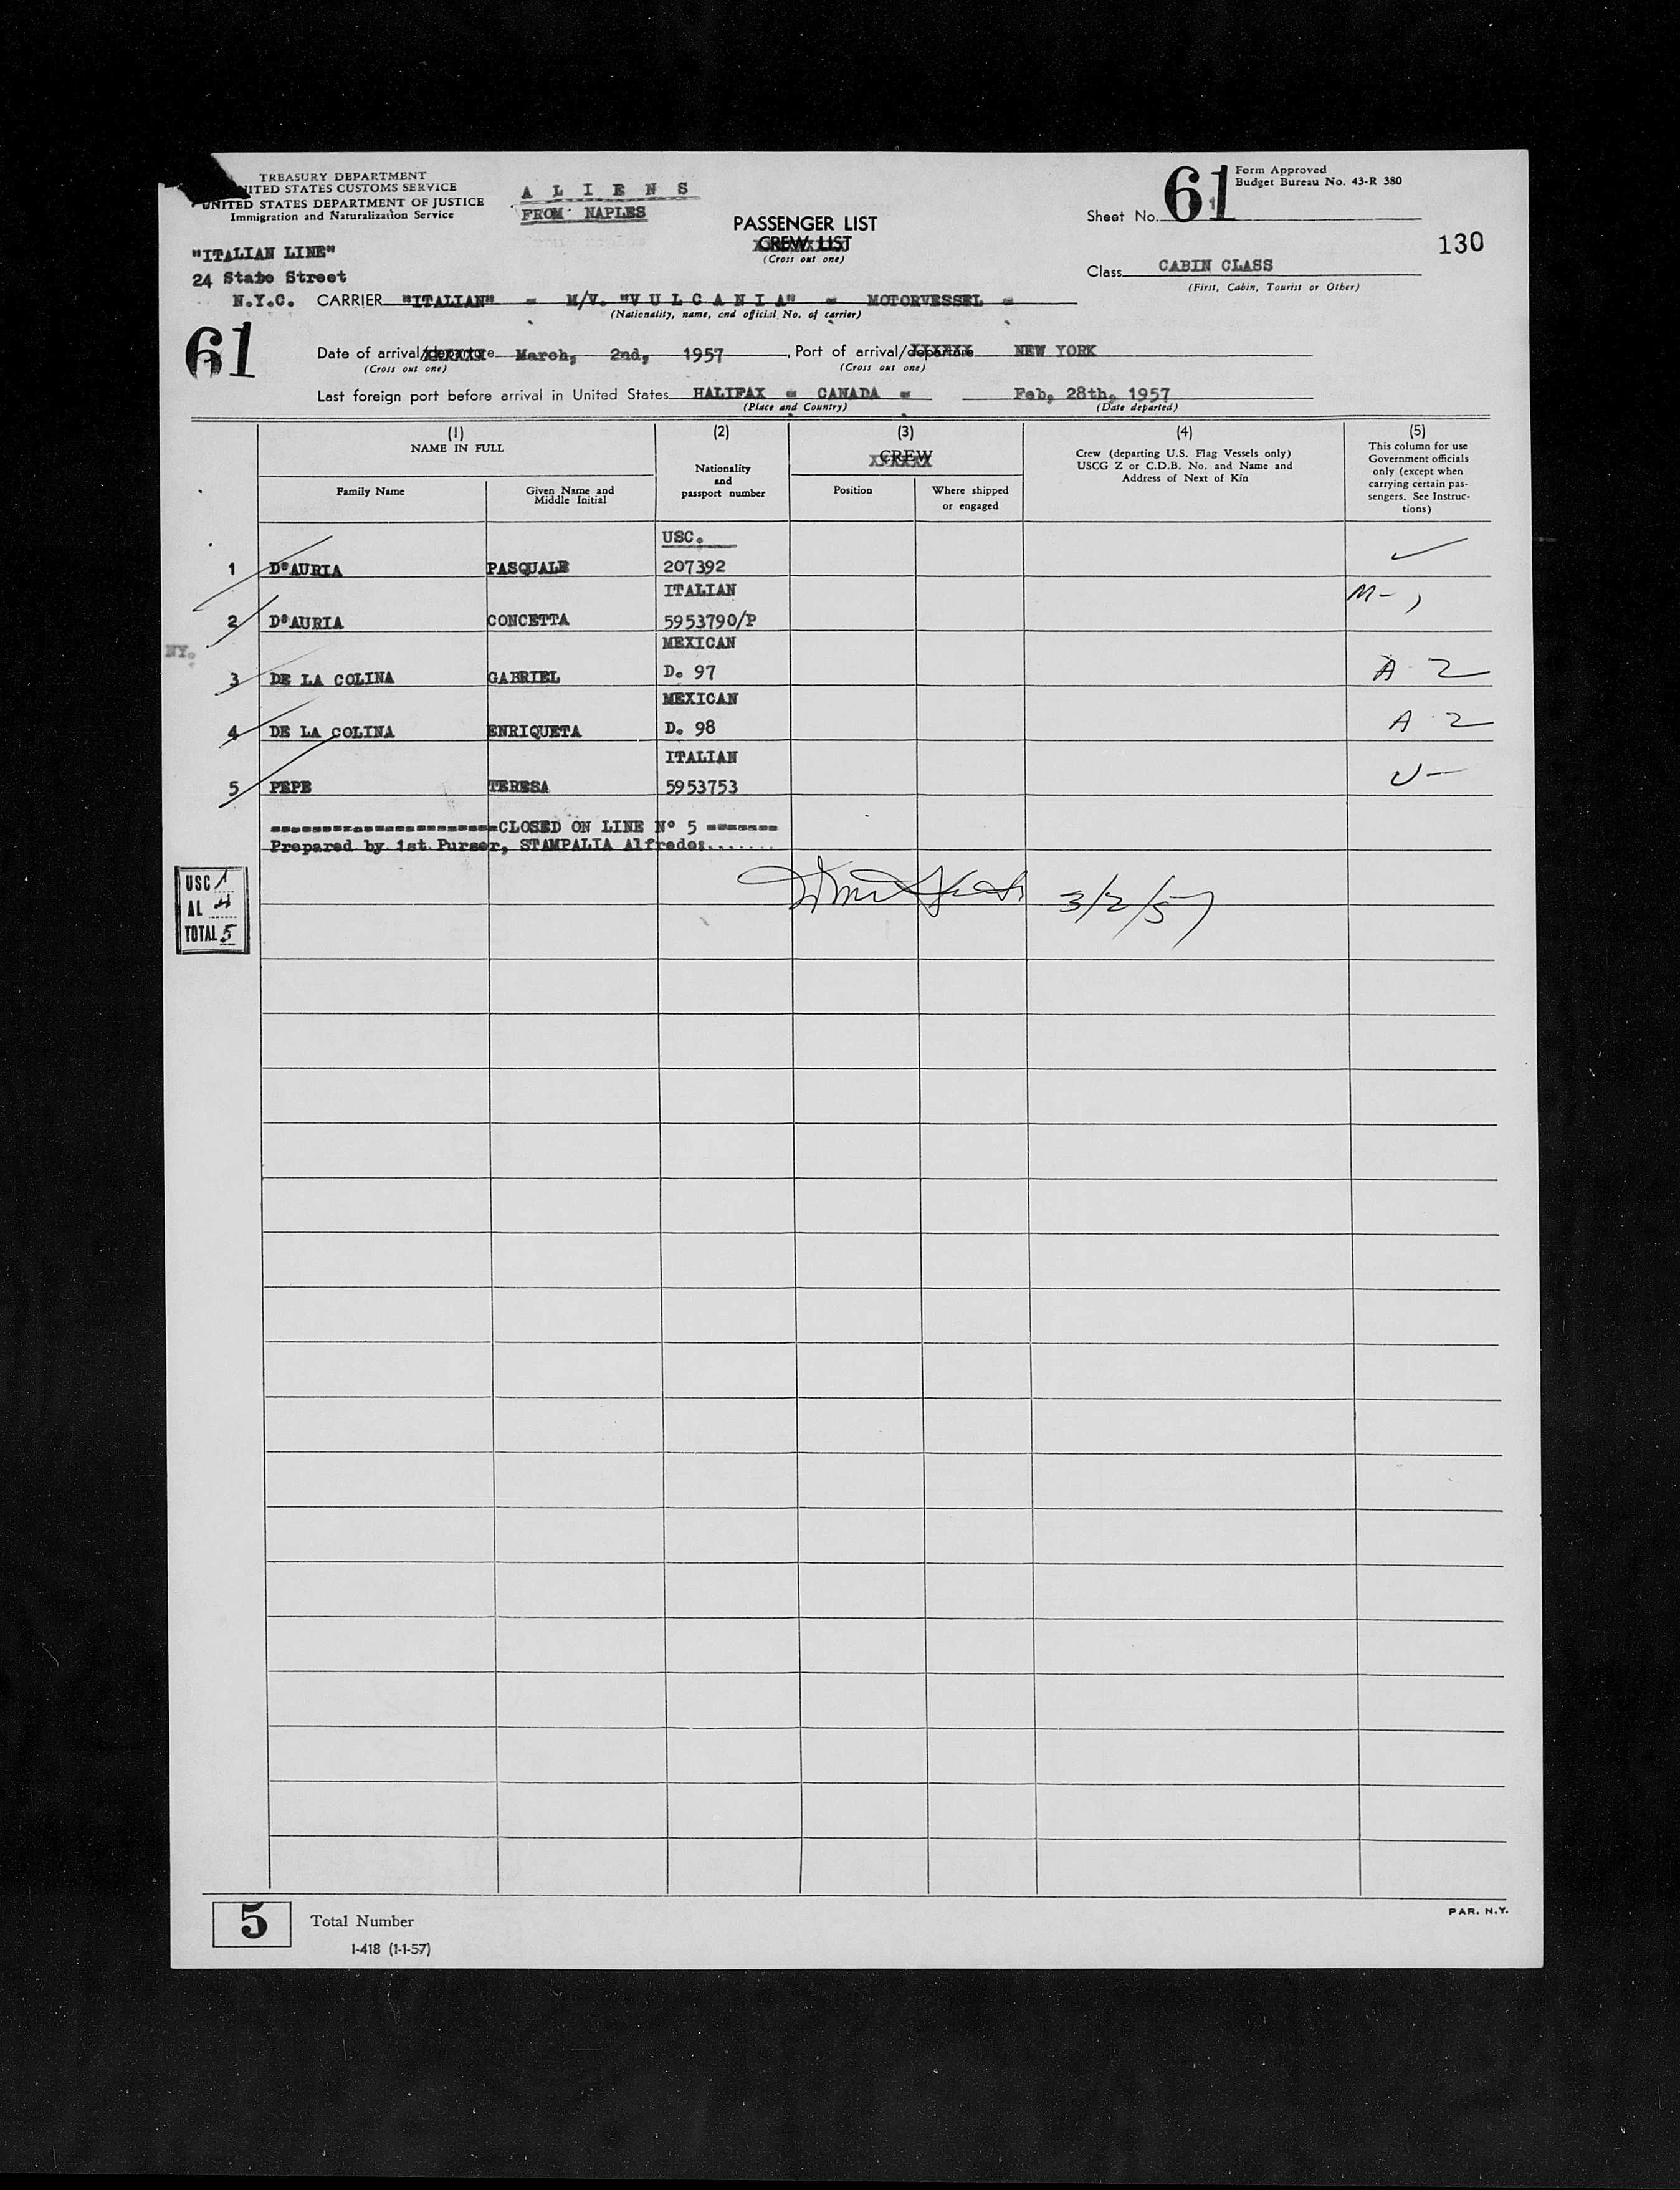 TREASURY DEPARTMENT
UNITED STATES CUSTOMS SERVICE
UNITED STATES DEPARTMENT OF JUSTICE
Immigration and Naturalization Service
A L I E N S
FROM NAPLES
PASSENGER LIST
CREW LIST
(Cross out one)
Form Approved
Budget Bureau No. 43-R 380
Sheet No. 61
1
130
Class CABIN CLASS
(First, Cabin, Tourist or Other)
"ITALIAN LINE"
24 State Street
N.Y.C. CARRIER "ITALIAN" = M/V. "V U L C A N I A" = MOTORVESSEL =
(Nationality, name, and official No. of carrier)
61
Date of arrival/departure March, 2nd, 1957, Port of arrival/departure NEW YORK
(Cross out one) (Cross out one)
Last foreign port before arrival in United States HALIFAX = CANADA = Feb, 28th, 1957
(Place and Country) (Date departed)
(1) (2) (3) (4) (5)
NAME IN FULL
Family Name
Given Name and Middle Initial
Nationality and passport number
CREW
Position
Where shipped or engaged
Crew (departing U.S. Flag Vessels only)
USCG Z or C.D.B. No. and Name and
Address of Next of Kin
This column for use
Government officials
only (except when
carrying certain pas-
sengers. See Instruc-
tions)
USC.
1 D'AURIA PASQUALE 207392
ITALIAN
2 D'AURIA CONCETTA 5953790/P M-
NY.
MEXICAN
3 DE LA COLINA GABRIEL D. 97 A-2
MEXICAN
4 DE LA COLINA ENRIQUETA D. 98 A-2
ITALIAN
5 PEPE TERESA 5953753 U-
=====================CLOSED ON LINE N° 5 =======
Prepared by 1st Purser, STAMPALIA Alfredo:.......
3/2/57
USC 1
AL 4
TOTAL 5
5 Total Number
I-418 (1-1-57)
PAR. N.Y.